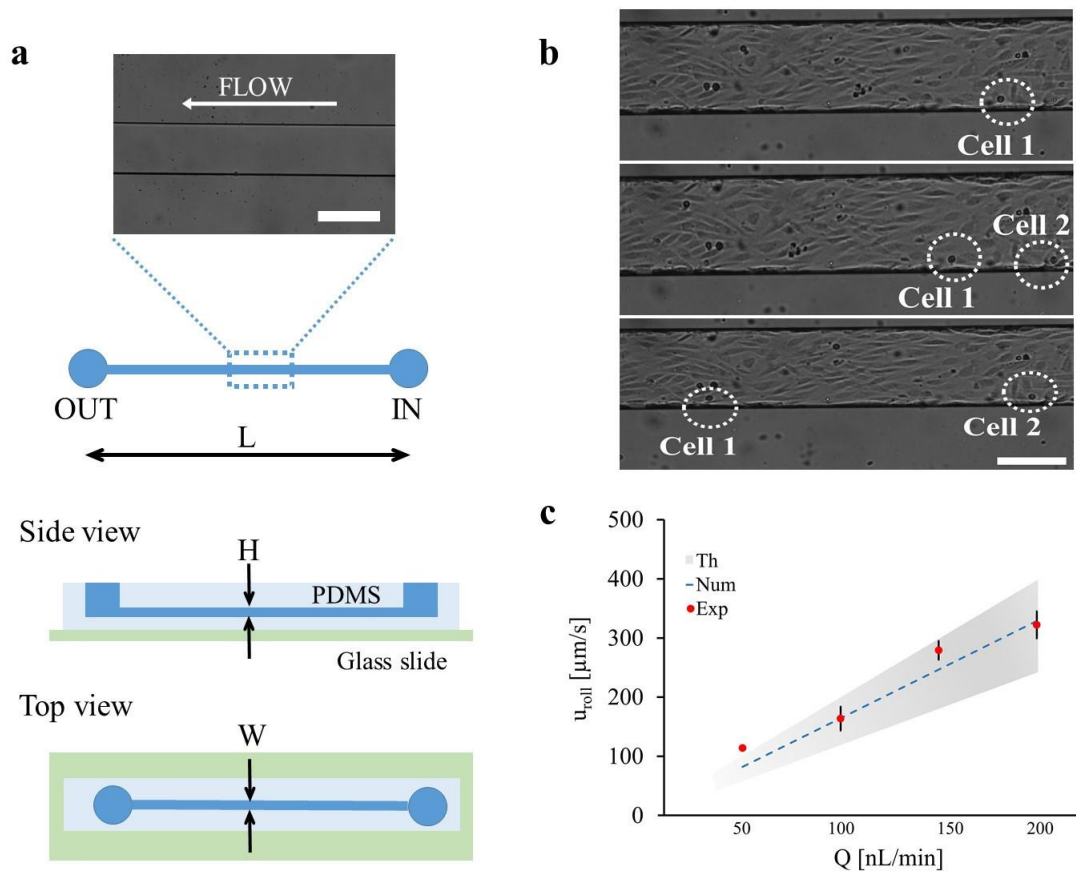 a
FLOW
OUT
IN
L
Side view
H
PDMS
Glass slide
Top view
W
b
Cell 1
Cell 2
Cell 1
Cell 1
Cell 2
c
500
400
300
200
100
0
Th
Num
Exp
u_roll [μm/s]
50
100
150
200
Q [nL/min]